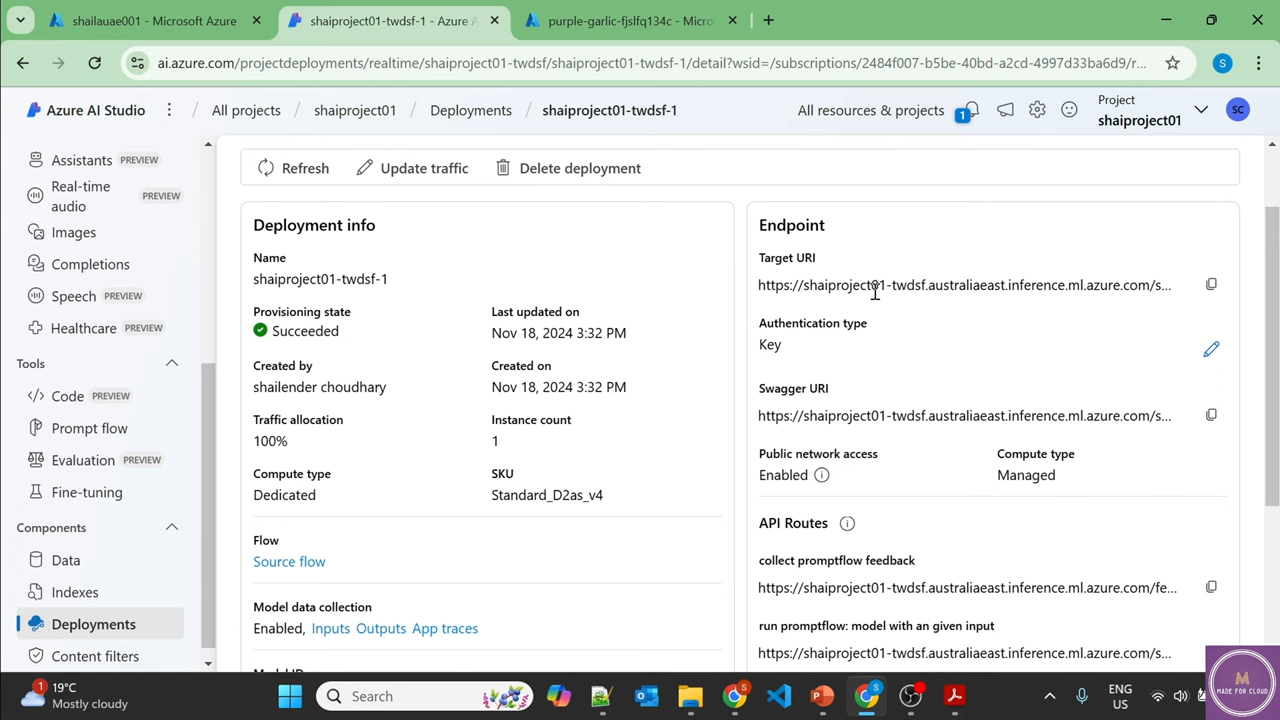 shailauae001 - Microsoft Azure
shaiproject01-twdsf-1 - Azure A
purple-garlic-fjslfq134c - Micro
ai.azure.com/projectdeployments/realtime/shaiproject01-twdsf/shaiproject01-twdsf-1/detail?wsid=/subscriptions/2484f007-b5be-40bd-a2cd-4997d33ba6d9/r...
S
Azure AI Studio
/ All projects / shaiproject01 / Deployments / shaiproject01-twdsf-1
All resources & projects
1
Project
shaiproject01
SC
Assistants PREVIEW
Real-time audio PREVIEW
Images
Completions
Speech PREVIEW
Healthcare PREVIEW
Tools
Code PREVIEW
Prompt flow
Evaluation PREVIEW
Fine-tuning
Components
Data
Indexes
Deployments
Content filters
Refresh
Update traffic
Delete deployment
Deployment info
Name
shaiproject01-twdsf-1
Provisioning state
Last updated on
Succeeded
Nov 18, 2024 3:32 PM
Created by
Created on
shailender choudhary
Nov 18, 2024 3:32 PM
Traffic allocation
Instance count
100%
1
Compute type
SKU
Dedicated
Standard_D2as_v4
Flow
Source flow
Model data collection
Enabled, Inputs Outputs App traces
Model ID
Endpoint
Target URI
https://shaiproject01-twdsf.australiaeast.inference.ml.azure.com/s...
Authentication type
Key
Swagger URI
https://shaiproject01-twdsf.australiaeast.inference.ml.azure.com/s...
Public network access
Compute type
Enabled
Managed
API Routes
collect promptflow feedback
https://shaiproject01-twdsf.australiaeast.inference.ml.azure.com/fe...
run promptflow: model with an given input
https://shaiproject01-twdsf.australiaeast.inference.ml.azure.com/s...
1
19°C
Mostly cloudy
Search
S
S
ENG
US
M
MADE FOR CLOUD